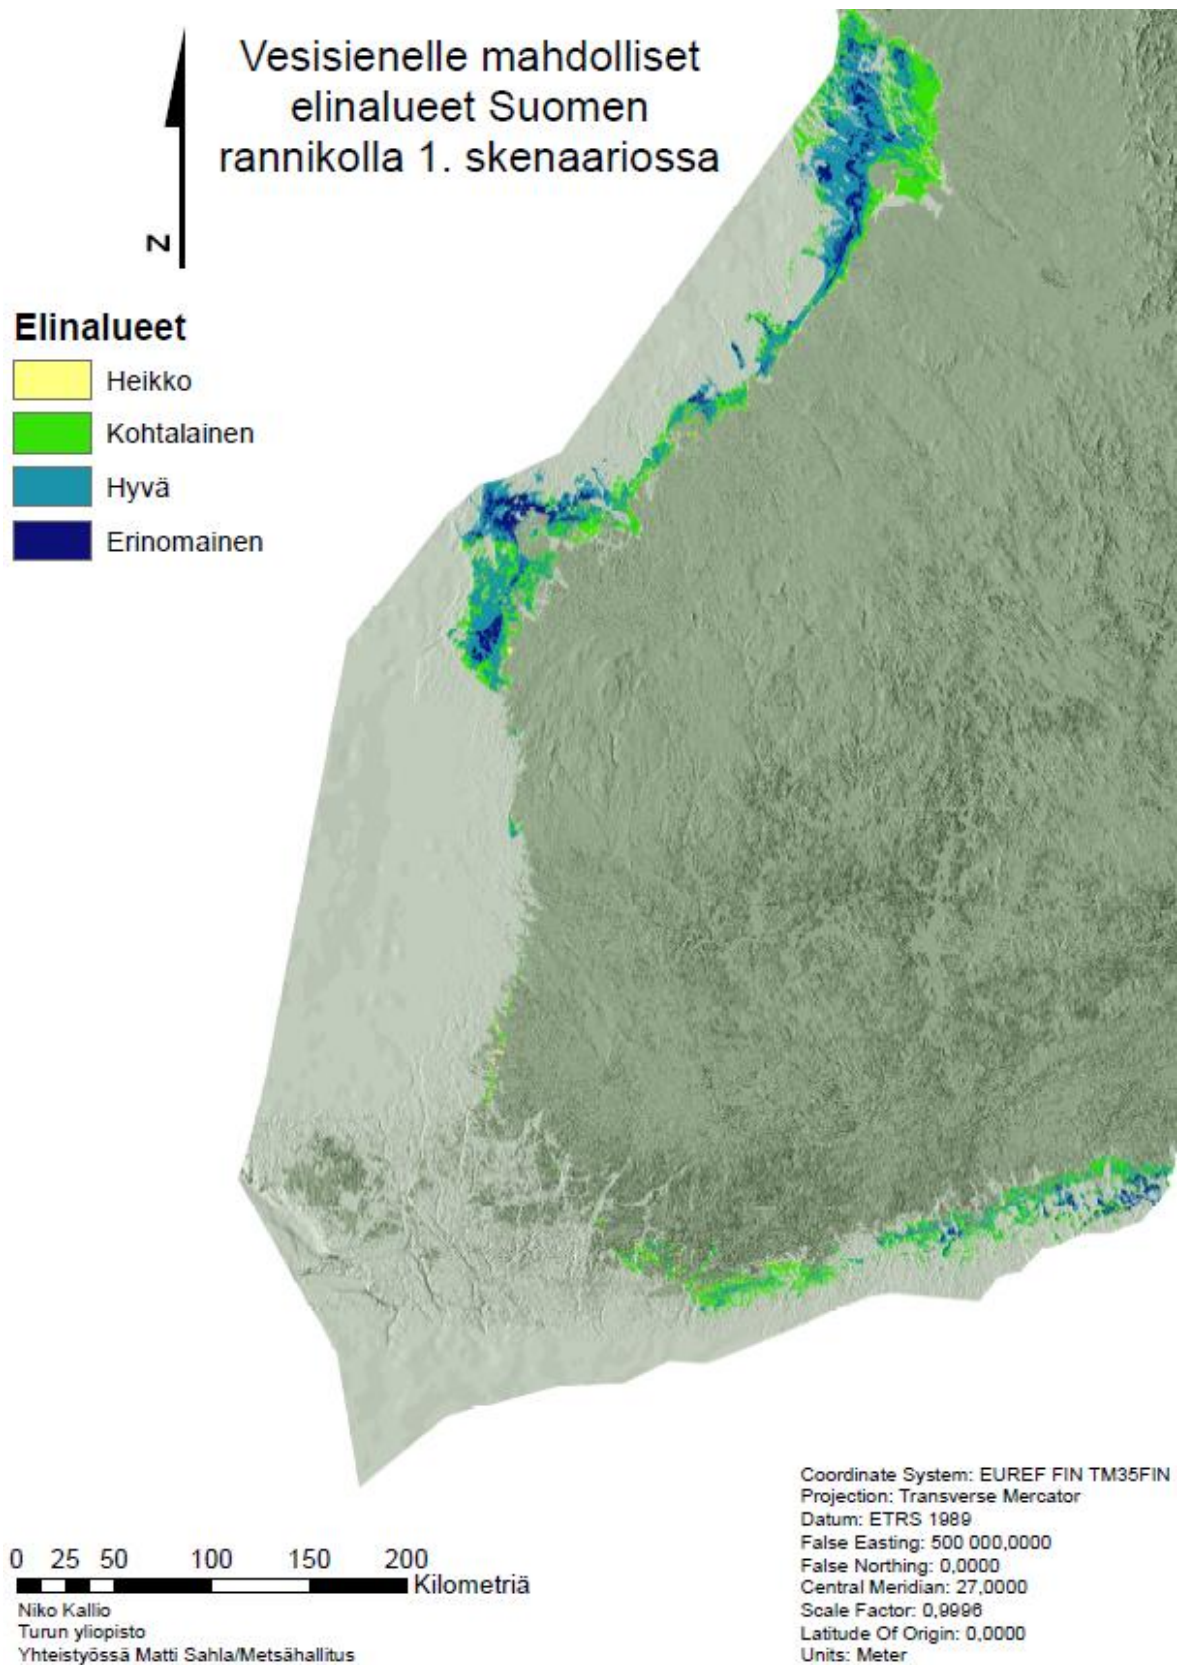 Vesisienelle mahdolliset
elinalueet Suomen
rannikolla 1. skenaariossa
N
Elinalueet
Heikko
Kohtalainen
Hyvä
Erinomainen
Coordinate System: EUREF FIN TM35FIN
Projection: Transverse Mercator
Datum: ETRS 1989
False Easting: 500 000,0000
False Northing: 0,0000
Central Meridian: 27,0000
Scale Factor: 0,9996
Latitude Of Origin: 0,0000
Units: Meter
0 25 50 100 150 200
Kilometriä
Niko Kallio
Turun yliopisto
Yhteistyössä Matti Sahla/Metsähallitus